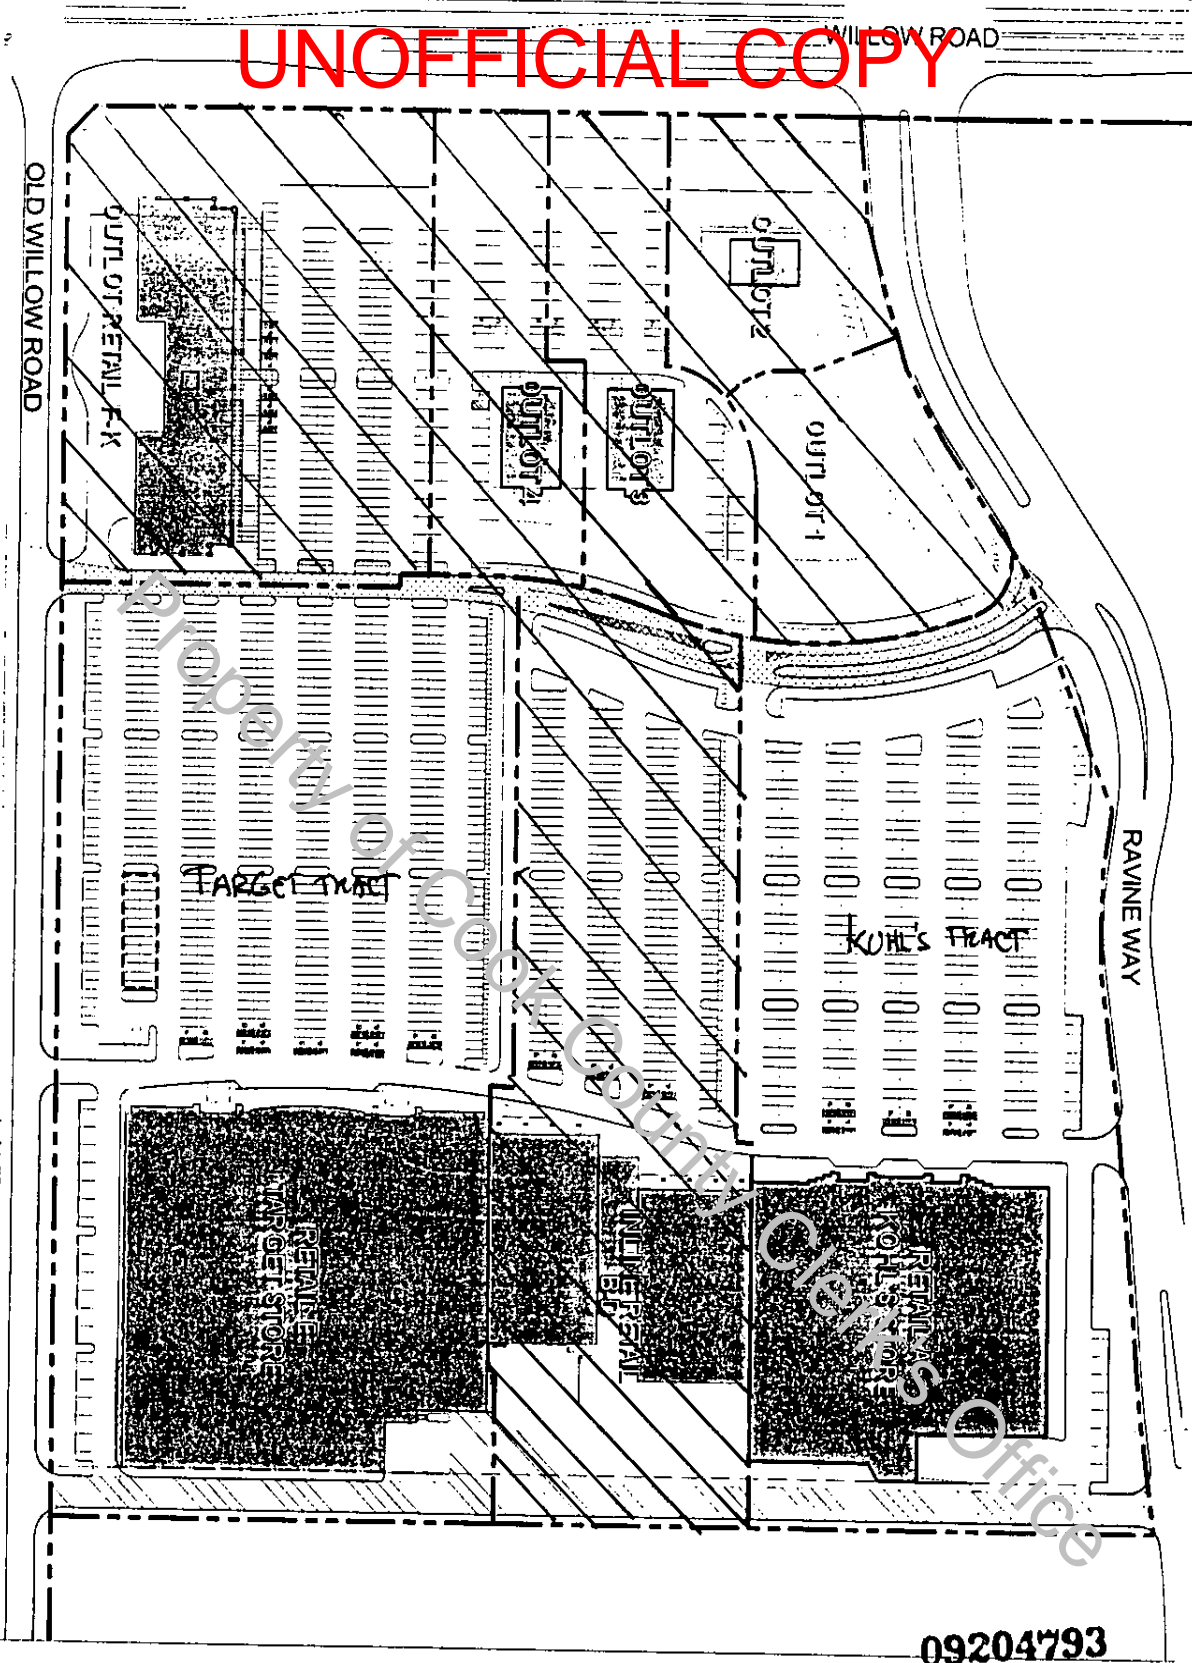 UNOFFICIAL COPY
WILLOW ROAD
OLD WILLOW ROAD
OUTLOT RETAIL F-K
OUTLOT 2
OUTLOT 4
OUTLOT 3
OUTLOT 1
RAVINE WAY
TARGET TRACT
KOHL'S TRACT
RETAIL
TARGET STORE
INLINE RETAIL
RETAIL 'A'
KOHL'S STORE
Property of Cook County Clerk's Office
09204793